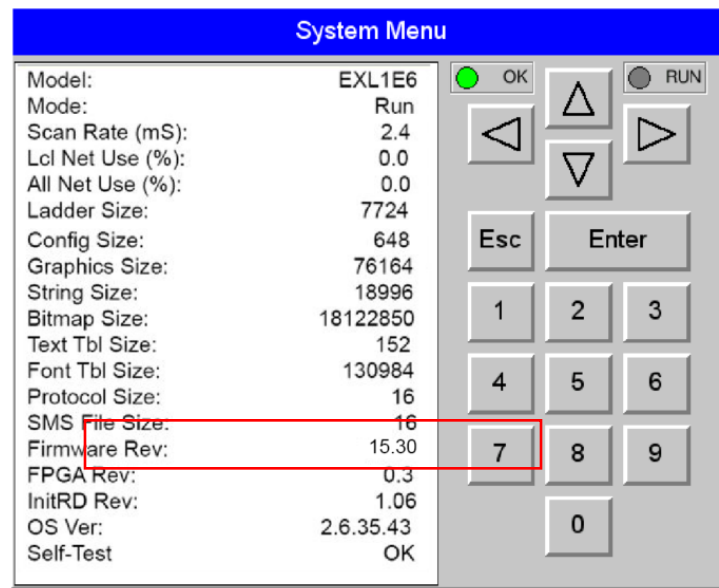 System Menu
Model: EXL1E6
Mode: Run
Scan Rate (mS): 2.4
Lcl Net Use (%): 0.0
All Net Use (%): 0.0
Ladder Size: 7724
Config Size: 648
Graphics Size: 76164
String Size: 18996
Bitmap Size: 18122850
Text Tbl Size: 152
Font Tbl Size: 130984
Protocol Size: 16
SMS File Size: 16
Firmware Rev: 15.30
FPGA Rev: 0.3
InitRD Rev: 1.06
OS Ver: 2.6.35.43
Self-Test OK
OK RUN
Esc Enter
1 2 3
4 5 6
7 8 9
0